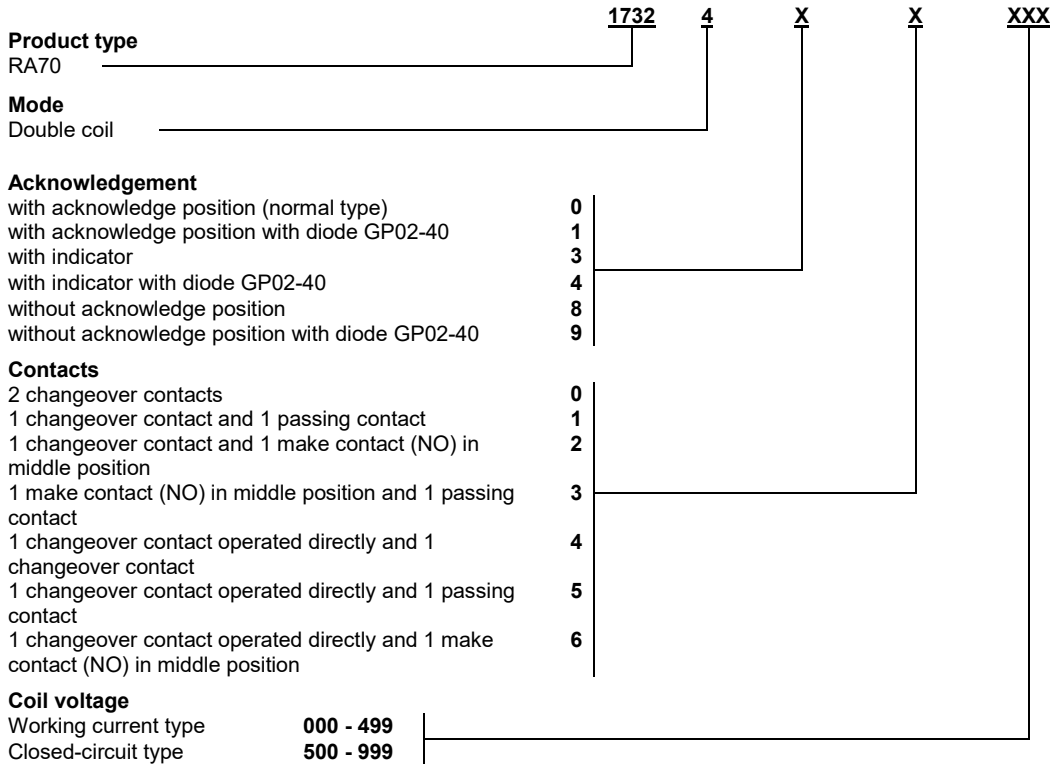 1732 4 X X XXX
Product type
RA70
Mode
Double coil
Acknowledgement
with acknowledge position (normal type) 0
with acknowledge position with diode GP02-40 1
with indicator 3
with indicator with diode GP02-40 4
without acknowledge position 8
without acknowledge position with diode GP02-40 9
Contacts
2 changeover contacts 0
1 changeover contact and 1 passing contact 1
1 changeover contact and 1 make contact (NO) in 2
middle position
1 make contact (NO) in middle position and 1 passing 3
contact
1 changeover contact operated directly and 1 4
changeover contact
1 changeover contact operated directly and 1 passing 5
contact
1 changeover contact operated directly and 1 make 6
contact (NO) in middle position
Coil voltage
Working current type 000 - 499
Closed-circuit type 500 - 999